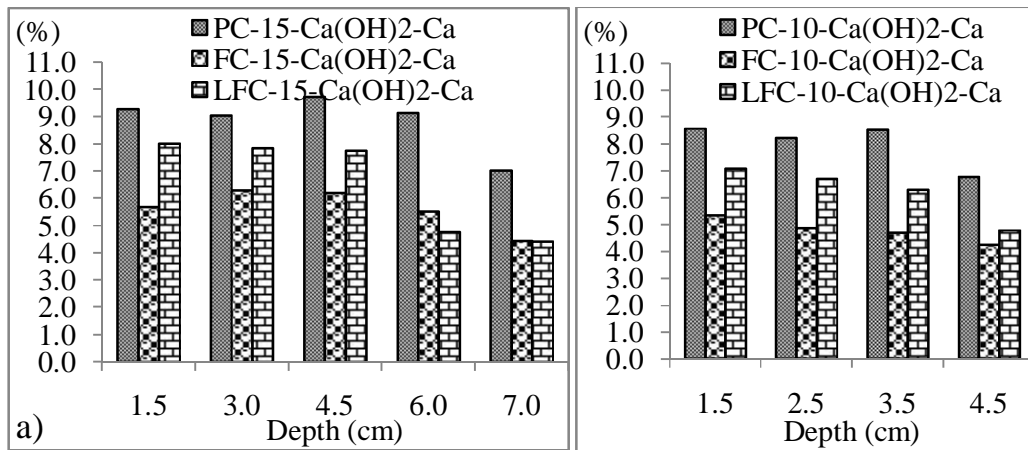 (%)
PC-15-Ca(OH)2-Ca
FC-15-Ca(OH)2-Ca
LFC-15-Ca(OH)2-Ca
11.0
10.0
9.0
8.0
7.0
6.0
5.0
4.0
3.0
2.0
1.0
0.0
1.5 3.0 4.5 6.0 7.0
a) Depth (cm)
(%)
PC-10-Ca(OH)2-Ca
FC-10-Ca(OH)2-Ca
LFC-10-Ca(OH)2-Ca
11.0
10.0
9.0
8.0
7.0
6.0
5.0
4.0
3.0
2.0
1.0
0.0
1.5 2.5 3.5 4.5
Depth (cm)